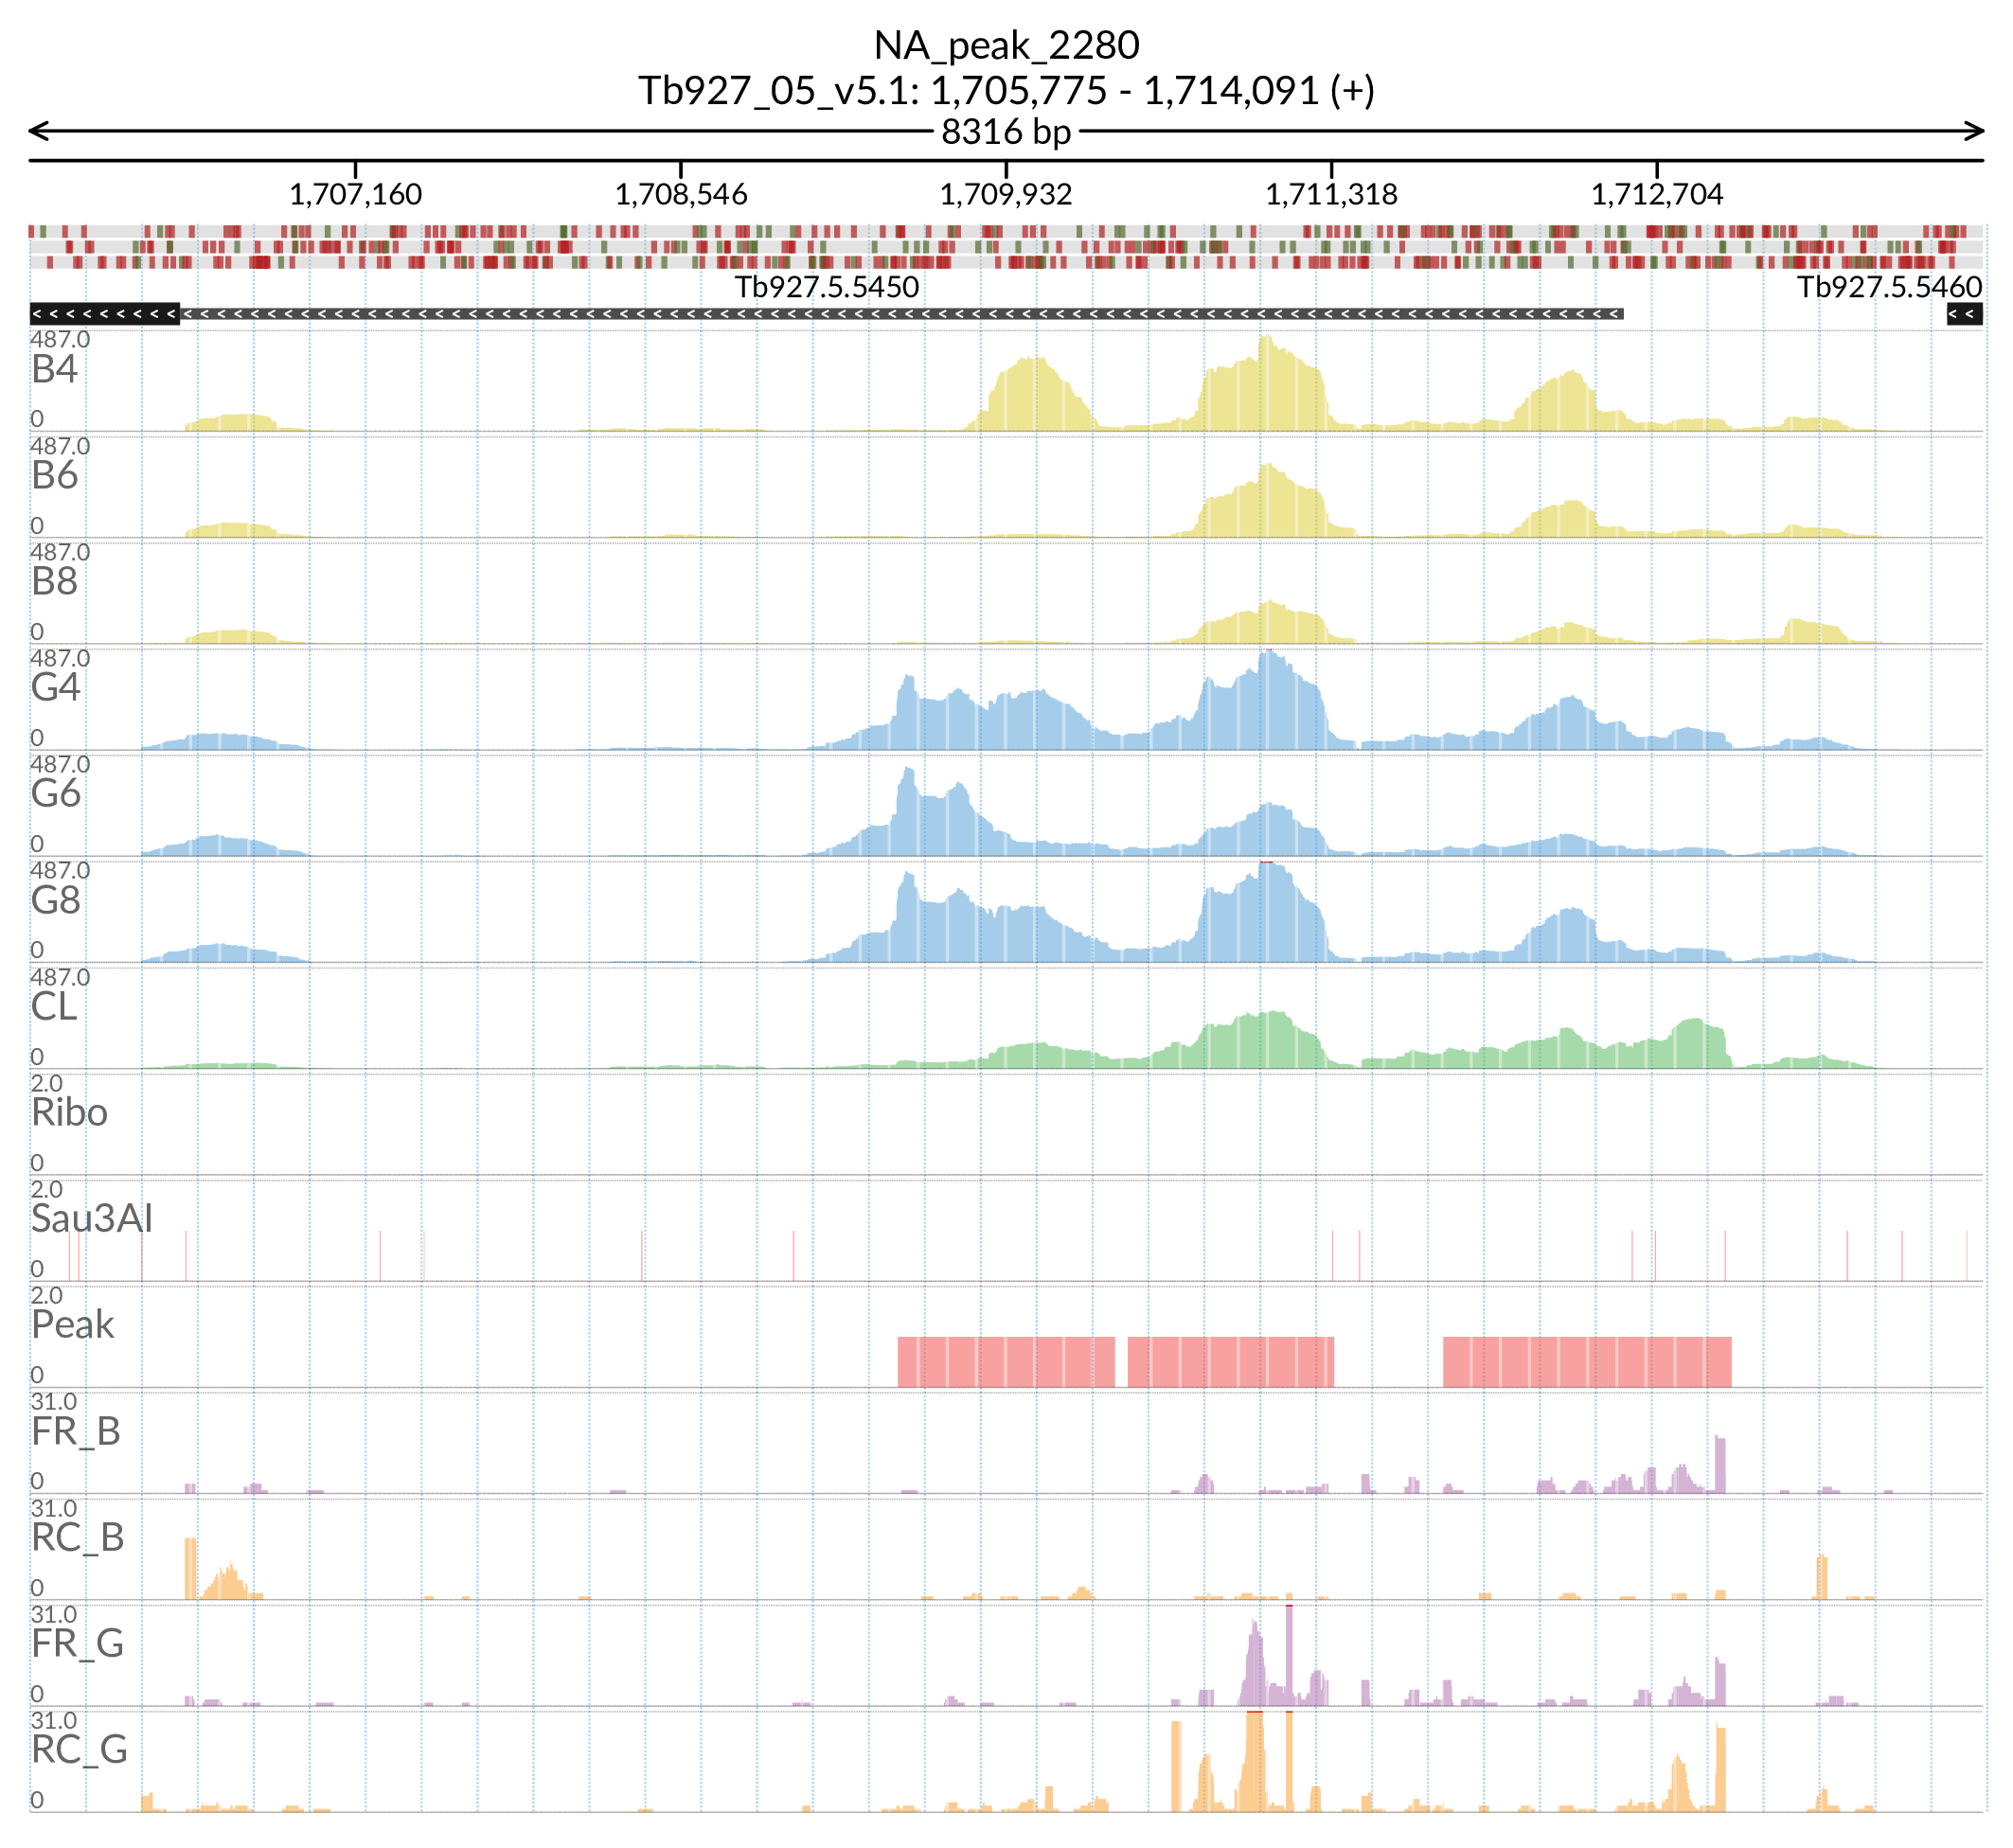 NA_peak_2280
Tb927_05_v5.1: 1,705,775 - 1,714,091 (+)
8316 bp
1,707,160 1,708,546 1,709,932 1,711,318 1,712,704
Tb927.5.5450 Tb927.5.5460
487.0
B4
0
487.0
B6
0
487.0
B8
0
487.0
G4
0
487.0
G6
0
487.0
G8
0
487.0
CL
0
2.0
Ribo
0
2.0
Sau3AI
0
2.0
Peak
0
31.0
FR_B
0
31.0
RC_B
0
31.0
FR_G
0
31.0
RC_G
0